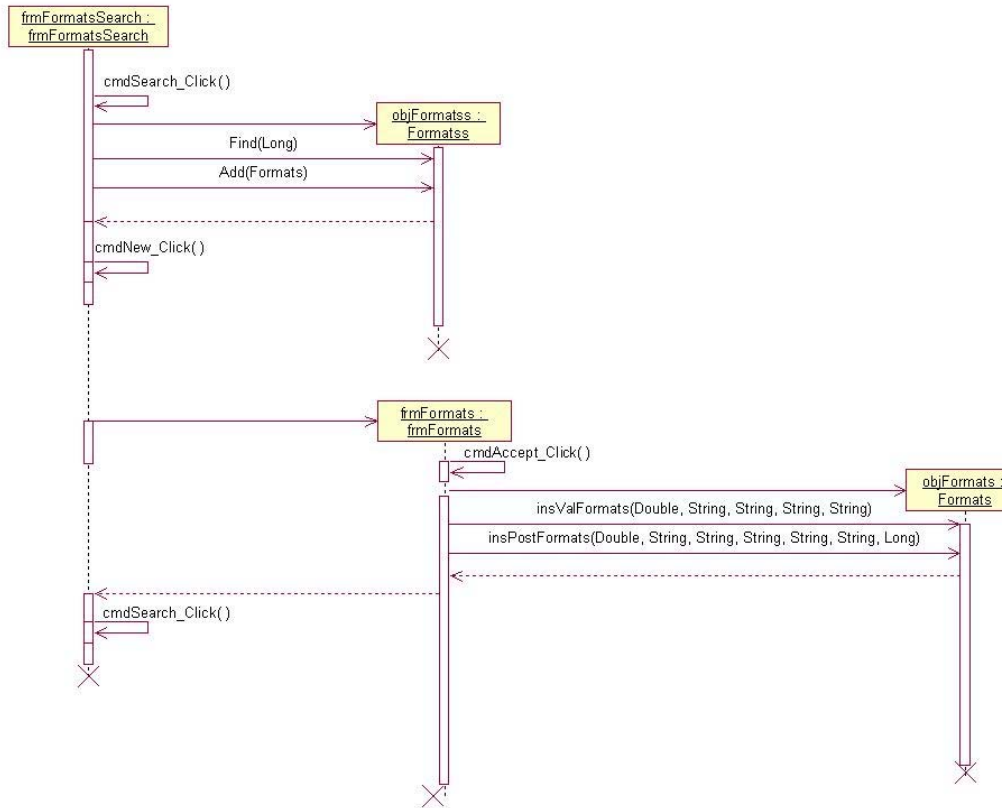 frmFormatsSearch :
frmFormatsSearch
cmdSearch_Click( )
objFormatss :
Formatss
Find(Long)
Add(Formats)
cmdNew_Click( )
frmFormats :
frmFormats
cmdAccept_Click( )
objFormats :
Formats
insValFormats(Double, String, String, String, String)
insPostFormats(Double, String, String, String, String, String, Long)
cmdSearch_Click( )